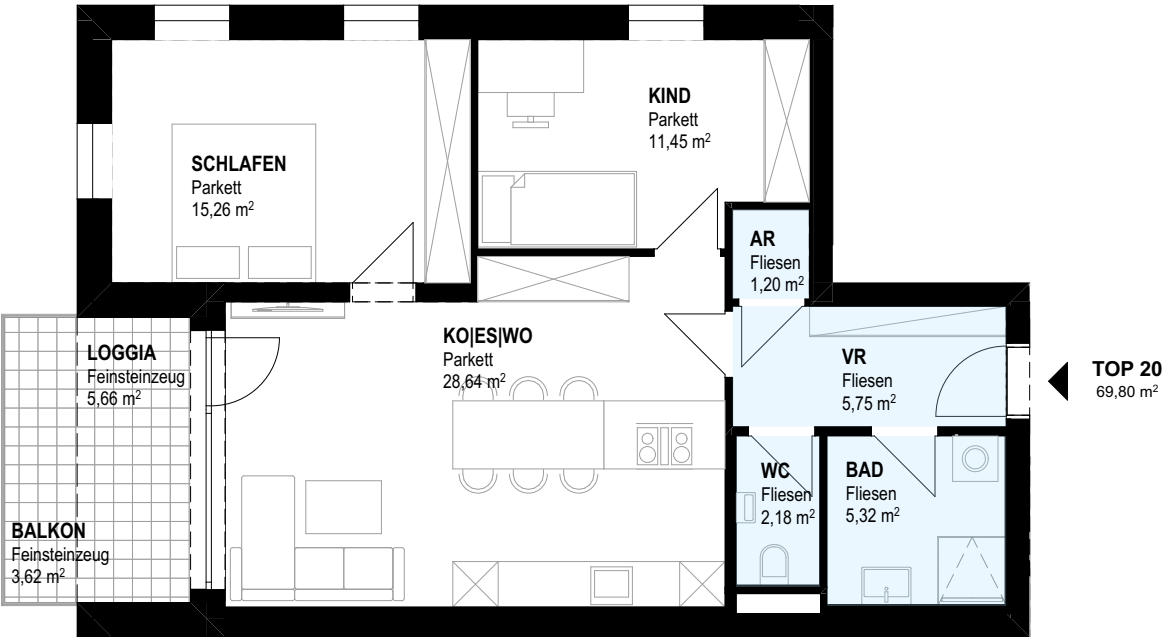 KIND
Parkett
11,45 m²
SCHLAFEN
Parkett
15,26 m²
AR
Fliesen
1,20 m²
KO|ES|WO
Parkett
28,64 m²
LOGGIA
Feinsteinzeug
5,66 m²
VR
Fliesen
5,75 m²
TOP 20
69,80 m²
WC
Fliesen
2,18 m²
BAD
Fliesen
5,32 m²
BALKON
Feinsteinzeug
3,62 m²